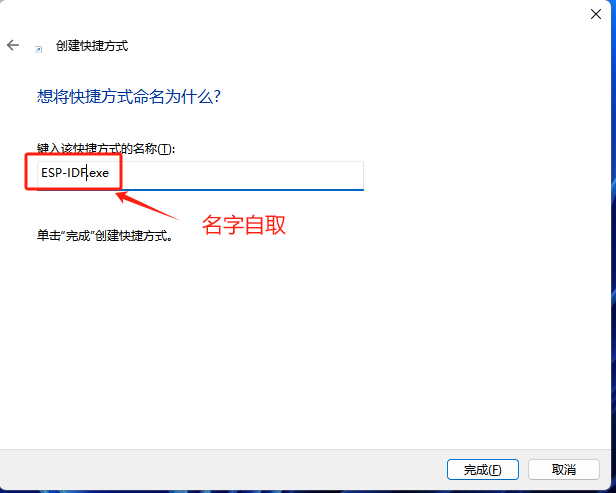 创建快捷方式
想将快捷方式命名为什么?
键入该快捷方式的名称(T):
ESP-IDF.exe
名字自取
单击“完成”创建快捷方式。
完成(F)
取消